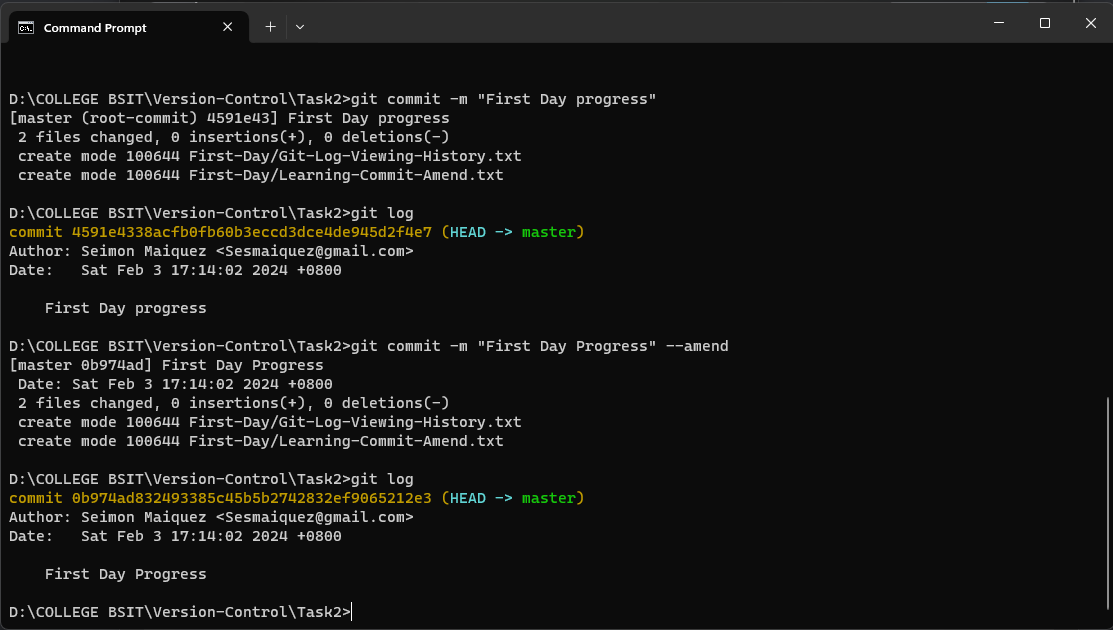 Command Prompt
D:\COLLEGE BSIT\Version-Control\Task2>git commit -m "First Day progress"
[master (root-commit) 4591e43] First Day progress
 2 files changed, 0 insertions(+), 0 deletions(-)
 create mode 100644 First-Day/Git-Log-Viewing-History.txt
 create mode 100644 First-Day/Learning-Commit-Amend.txt
D:\COLLEGE BSIT\Version-Control\Task2>git log
commit 4591e4338acfb0fb60b3eccd3dce4de945d2f4e7 (HEAD -> master)
Author: Seimon Maiquez <Sesmaiquez@gmail.com>
Date:   Sat Feb 3 17:14:02 2024 +0800
    First Day progress
D:\COLLEGE BSIT\Version-Control\Task2>git commit -m "First Day Progress" --amend
[master 0b974ad] First Day Progress
 Date: Sat Feb 3 17:14:02 2024 +0800
 2 files changed, 0 insertions(+), 0 deletions(-)
 create mode 100644 First-Day/Git-Log-Viewing-History.txt
 create mode 100644 First-Day/Learning-Commit-Amend.txt
D:\COLLEGE BSIT\Version-Control\Task2>git log
commit 0b974ad832493385c45b5b2742832ef9065212e3 (HEAD -> master)
Author: Seimon Maiquez <Sesmaiquez@gmail.com>
Date:   Sat Feb 3 17:14:02 2024 +0800
    First Day Progress
D:\COLLEGE BSIT\Version-Control\Task2>